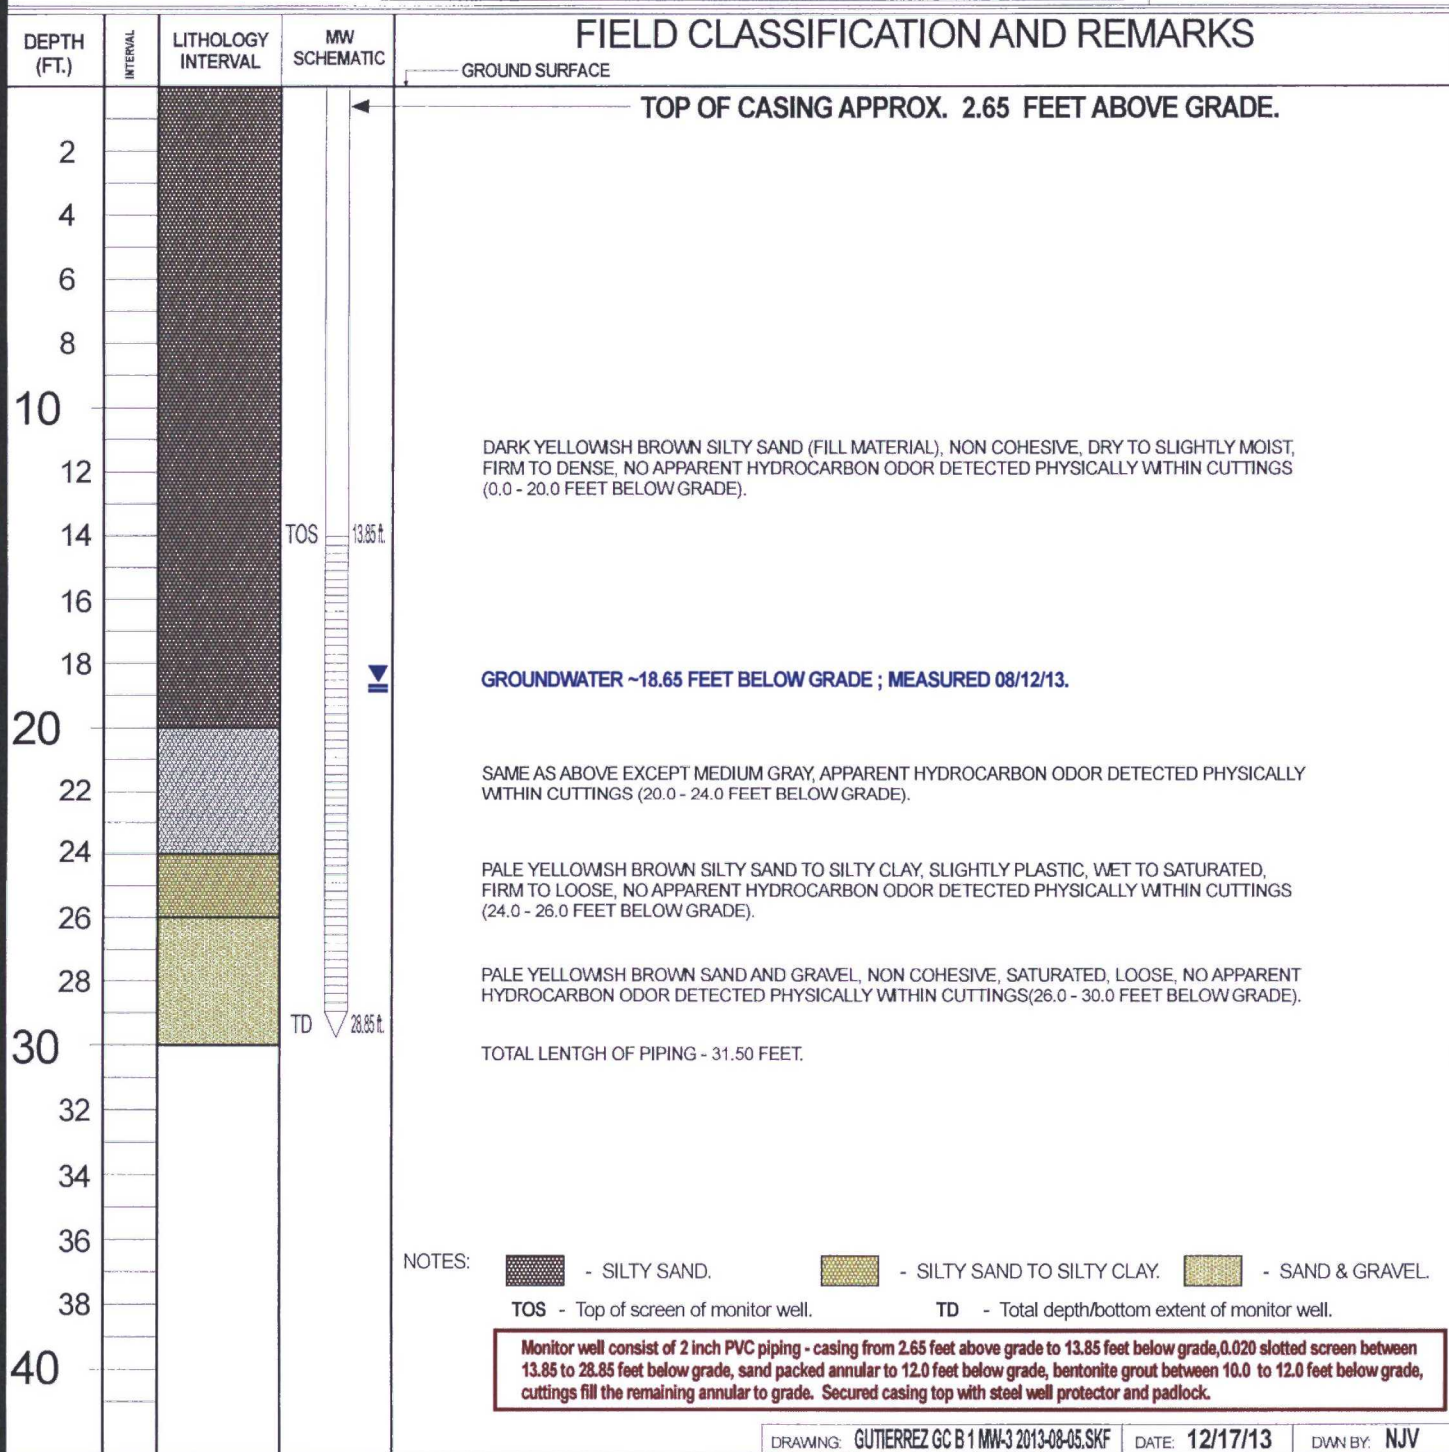 DEPTH (FT.)
INTERVAL
LITHOLOGY INTERVAL
MW SCHEMATIC
FIELD CLASSIFICATION AND REMARKS
GROUND SURFACE
TOP OF CASING APPROX. 2.65 FEET ABOVE GRADE.
2
4
6
8
10
DARK YELLOWISH BROWN SILTY SAND (FILL MATERIAL), NON COHESIVE, DRY TO SLIGHTLY MOIST,
FIRM TO DENSE, NO APPARENT HYDROCARBON ODOR DETECTED PHYSICALLY WITHIN CUTTINGS
(0.0 - 20.0 FEET BELOW GRADE).
12
14
TOS 13.85 ft.
16
18
GROUNDWATER ~18.65 FEET BELOW GRADE ; MEASURED 08/12/13.
20
SAME AS ABOVE EXCEPT MEDIUM GRAY, APPARENT HYDROCARBON ODOR DETECTED PHYSICALLY
WITHIN CUTTINGS (20.0 - 24.0 FEET BELOW GRADE).
22
24
PALE YELLOWISH BROWN SILTY SAND TO SILTY CLAY, SLIGHTLY PLASTIC, WET TO SATURATED,
FIRM TO LOOSE, NO APPARENT HYDROCARBON ODOR DETECTED PHYSICALLY WITHIN CUTTINGS
(24.0 - 26.0 FEET BELOW GRADE).
26
28
PALE YELLOWISH BROWN SAND AND GRAVEL, NON COHESIVE, SATURATED, LOOSE, NO APPARENT
HYDROCARBON ODOR DETECTED PHYSICALLY WITHIN CUTTINGS(26.0 - 30.0 FEET BELOW GRADE).
TD 28.85 ft.
30
TOTAL LENTGH OF PIPING - 31.50 FEET.
32
34
36
38
40
NOTES: - SILTY SAND. - SILTY SAND TO SILTY CLAY. - SAND & GRAVEL.
TOS - Top of screen of monitor well. TD - Total depth/bottom extent of monitor well.
Monitor well consist of 2 inch PVC piping - casing from 2.65 feet above grade to 13.85 feet below grade,0.020 slotted screen between
13.85 to 28.85 feet below grade, sand packed annular to 12.0 feet below grade, bentonite grout between 10.0 to 12.0 feet below grade,
cuttings fill the remaining annular to grade. Secured casing top with steel well protector and padlock.
DRAWING: GUTIERREZ GC B 1 MW-3 2013-08-05.SKF DATE: 12/17/13 DWN BY: NJV